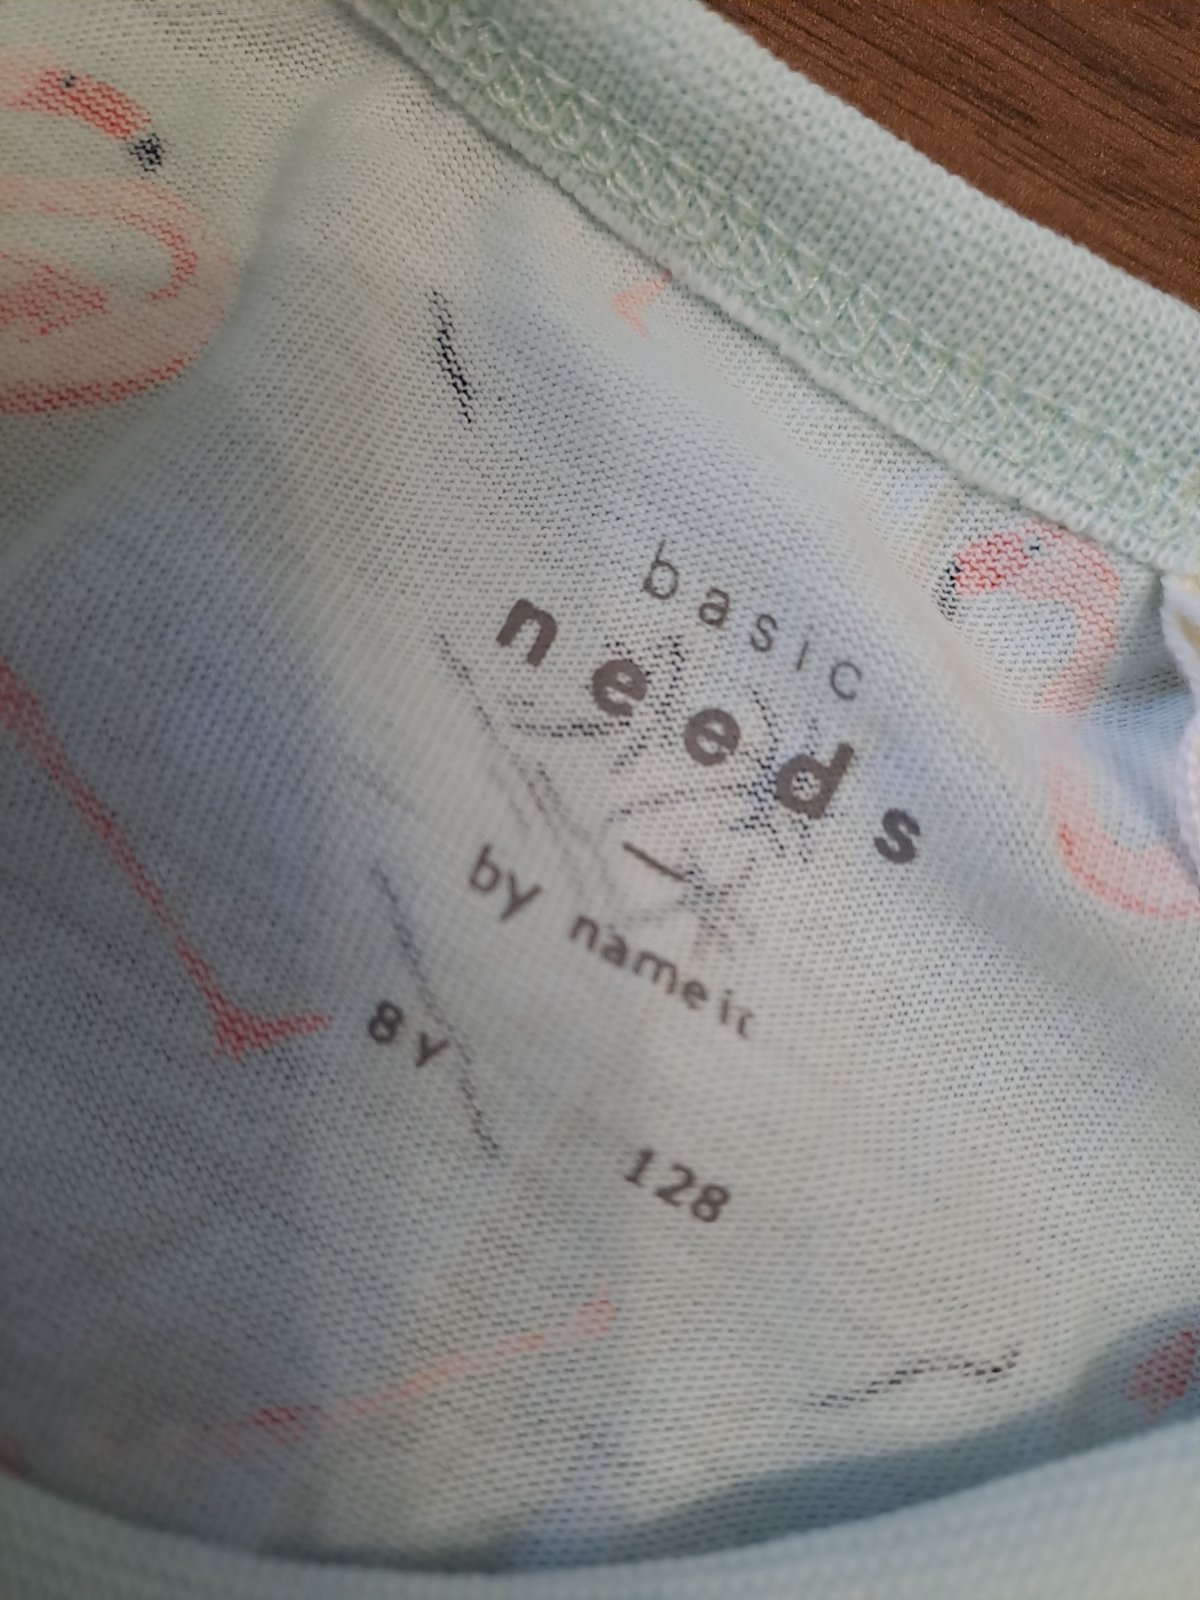 basic
needs
—
by name it
8Y 128